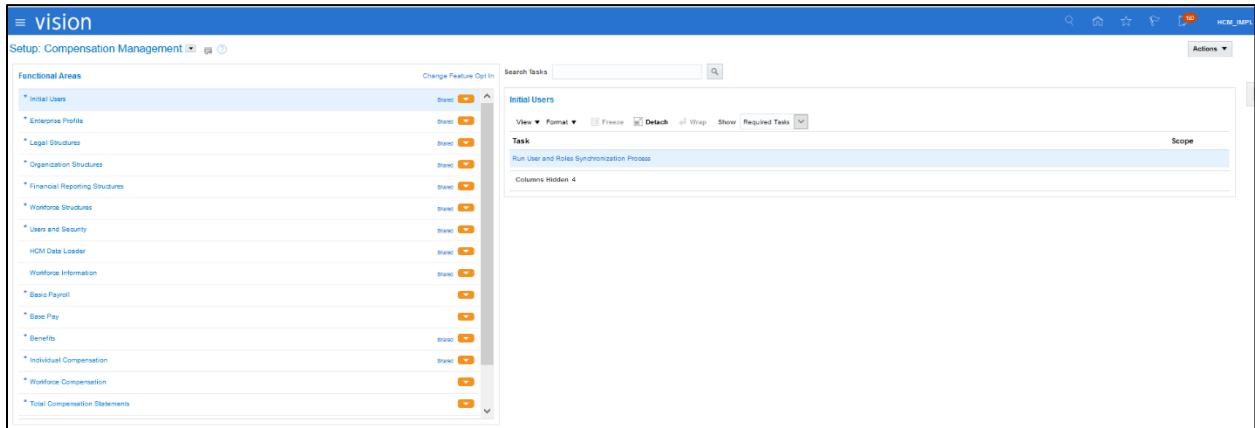 vision
HCM_IMPL
Setup: Compensation Management
Actions
Functional Areas
Change Feature Opt In
* Initial Users Shared
* Enterprise Profile Shared
* Legal Structures Shared
* Organization Structures Shared
* Financial Reporting Structures Shared
* Workforce Structures Shared
* Users and Security Shared
HCM Data Loader Shared
Workforce Information Shared
* Basic Payroll
* Base Pay
* Benefits Shared
* Individual Compensation Shared
* Workforce Compensation
* Total Compensation Statements
Search Tasks
Initial Users
View Format Freeze Detach Wrap Show Required Tasks
Task Scope
Run User and Roles Synchronization Process
Columns Hidden 4